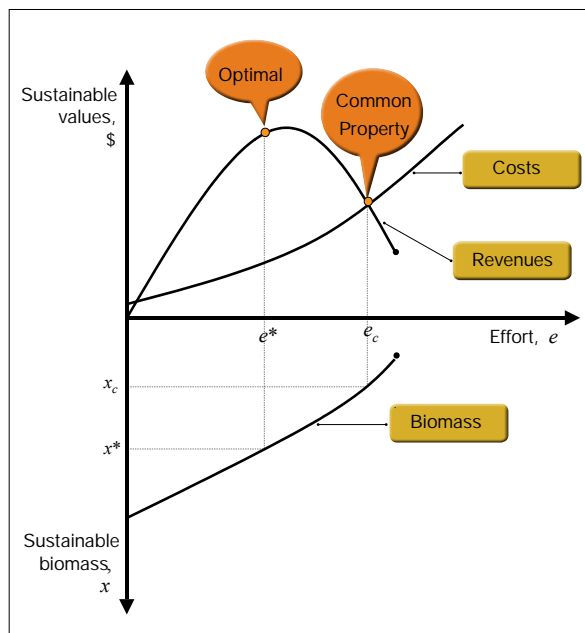 Optimal
Sustainable
values,
$
Common
Property
Costs
Revenues
e*
e_c
Effort, e
x_c
Biomass
x*
Sustainable
biomass,
x